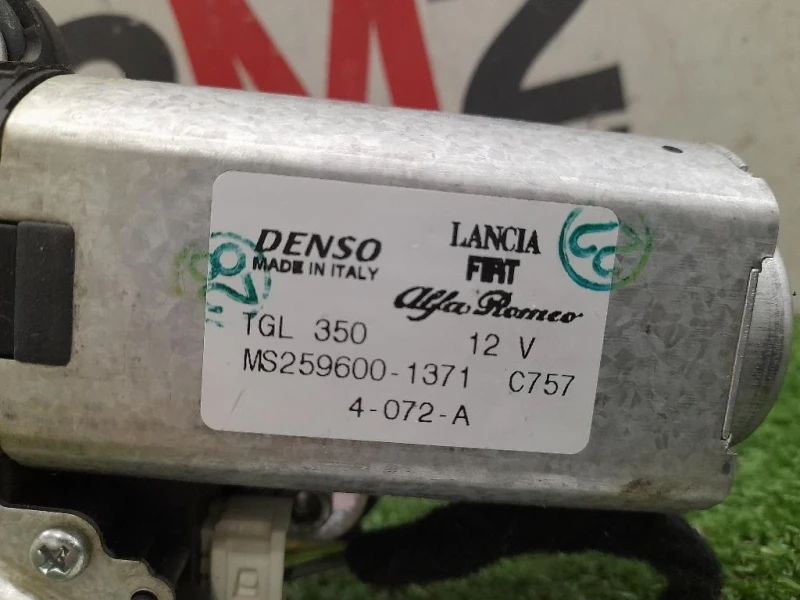 DENSO
MADE IN ITALY
LANCIA
FIAT
Alfa Romeo
TGL 350 12 V
MS259600-1371 C757
4-072-A